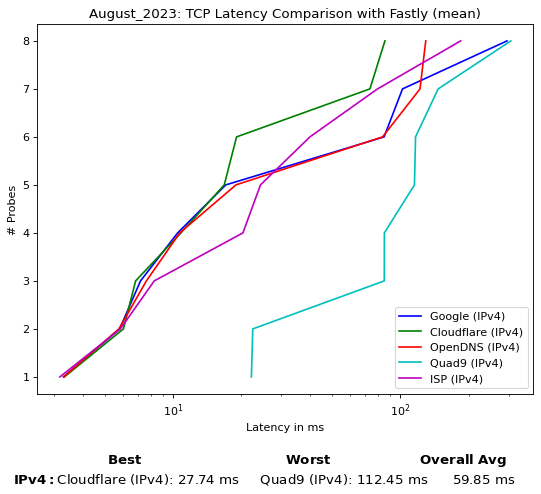 August_2023: TCP Latency Comparison with Fastly (mean)
# Probes
8
7
6
5
4
3
2
1
Google (IPv4)
Cloudflare (IPv4)
OpenDNS (IPv4)
Quad9 (IPv4)
ISP (IPv4)
10¹ 10²
Latency in ms
Best Worst Overall Avg
IPv4: Cloudflare (IPv4): 27.74 ms Quad9 (IPv4): 112.45 ms 59.85 ms